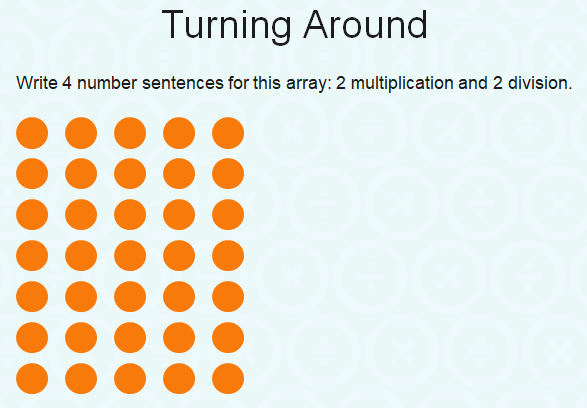 Turning Around
Write 4 number sentences for this array: 2 multiplication and 2 division.